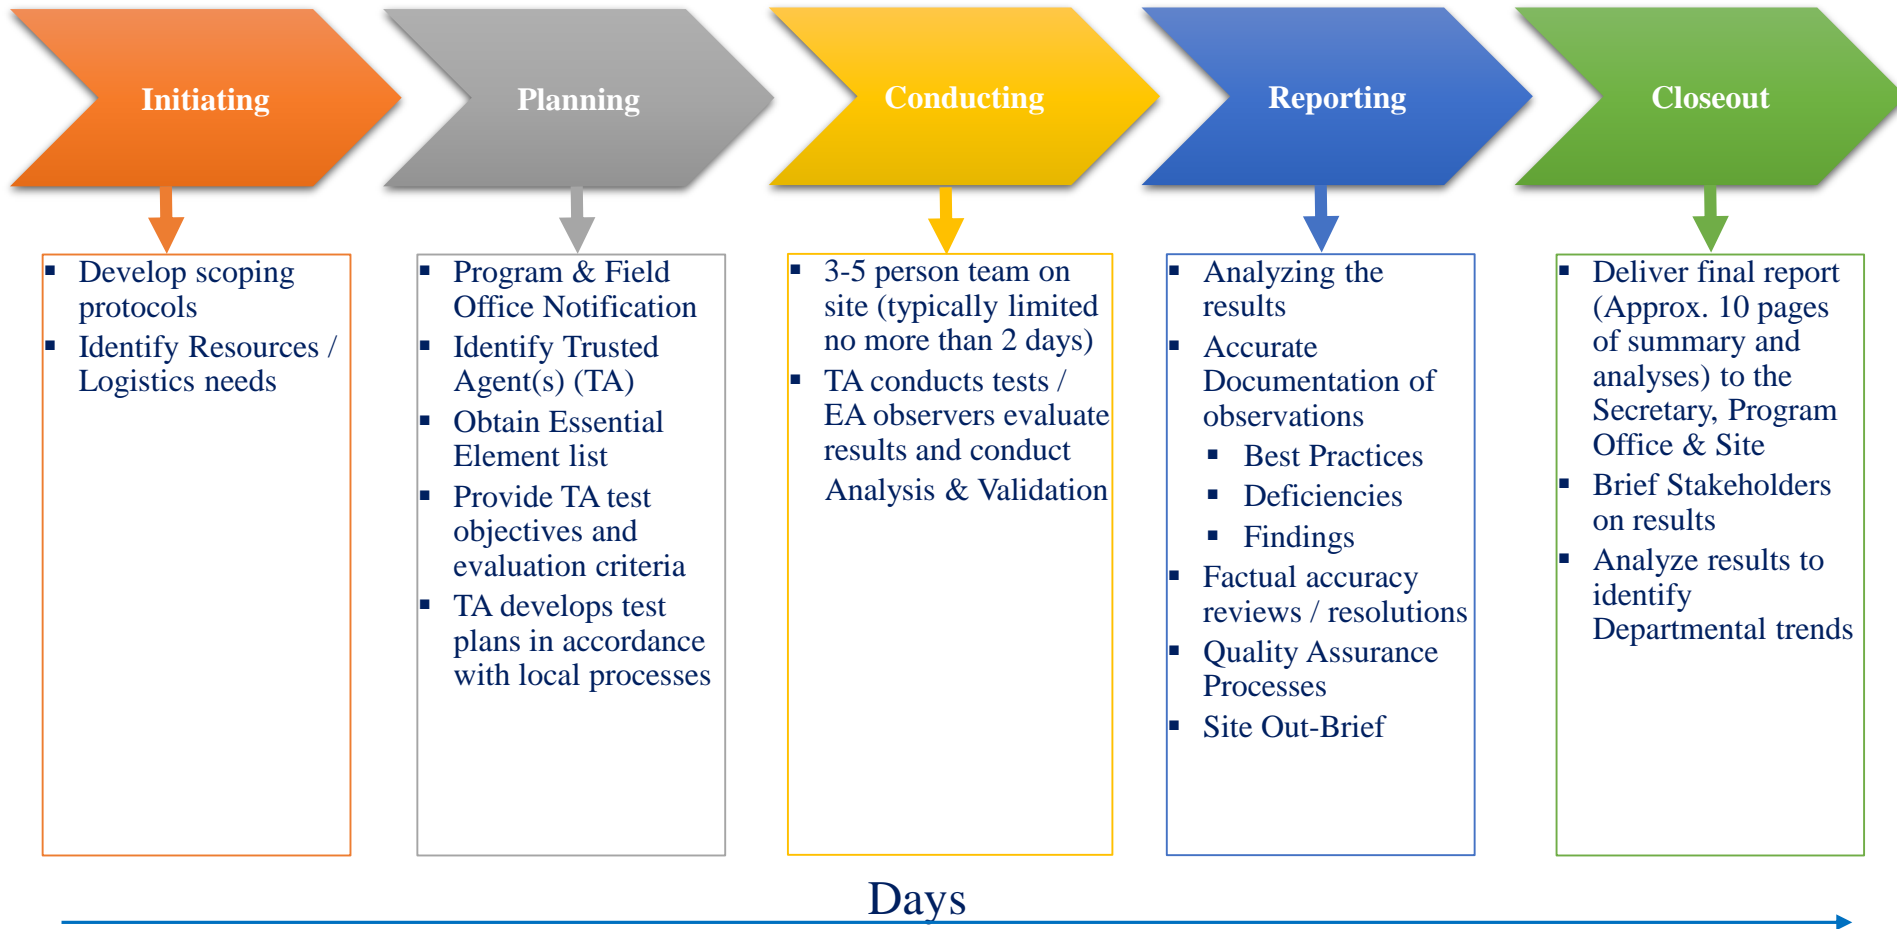 Initiating
Planning
Conducting
Reporting
Closeout
▪ Develop scoping
protocols
▪ Identify Resources /
Logistics needs
▪ Program & Field
Office Notification
▪ Identify Trusted
Agent(s) (TA)
▪ Obtain Essential
Element list
▪ Provide TA test
objectives and
evaluation criteria
▪ TA develops test
plans in accordance
with local processes
▪ 3-5 person team on
site (typically limited
no more than 2 days)
▪ TA conducts tests /
EA observers evaluate
results and conduct
Analysis & Validation
▪ Analyzing the
results
▪ Accurate
Documentation of
observations
▪ Best Practices
▪ Deficiencies
▪ Findings
▪ Factual accuracy
reviews / resolutions
▪ Quality Assurance
Processes
▪ Site Out-Brief
▪ Deliver final report
(Approx. 10 pages
of summary and
analyses) to the
Secretary, Program
Office & Site
▪ Brief Stakeholders
on results
▪ Analyze results to
identify
Departmental trends
Days